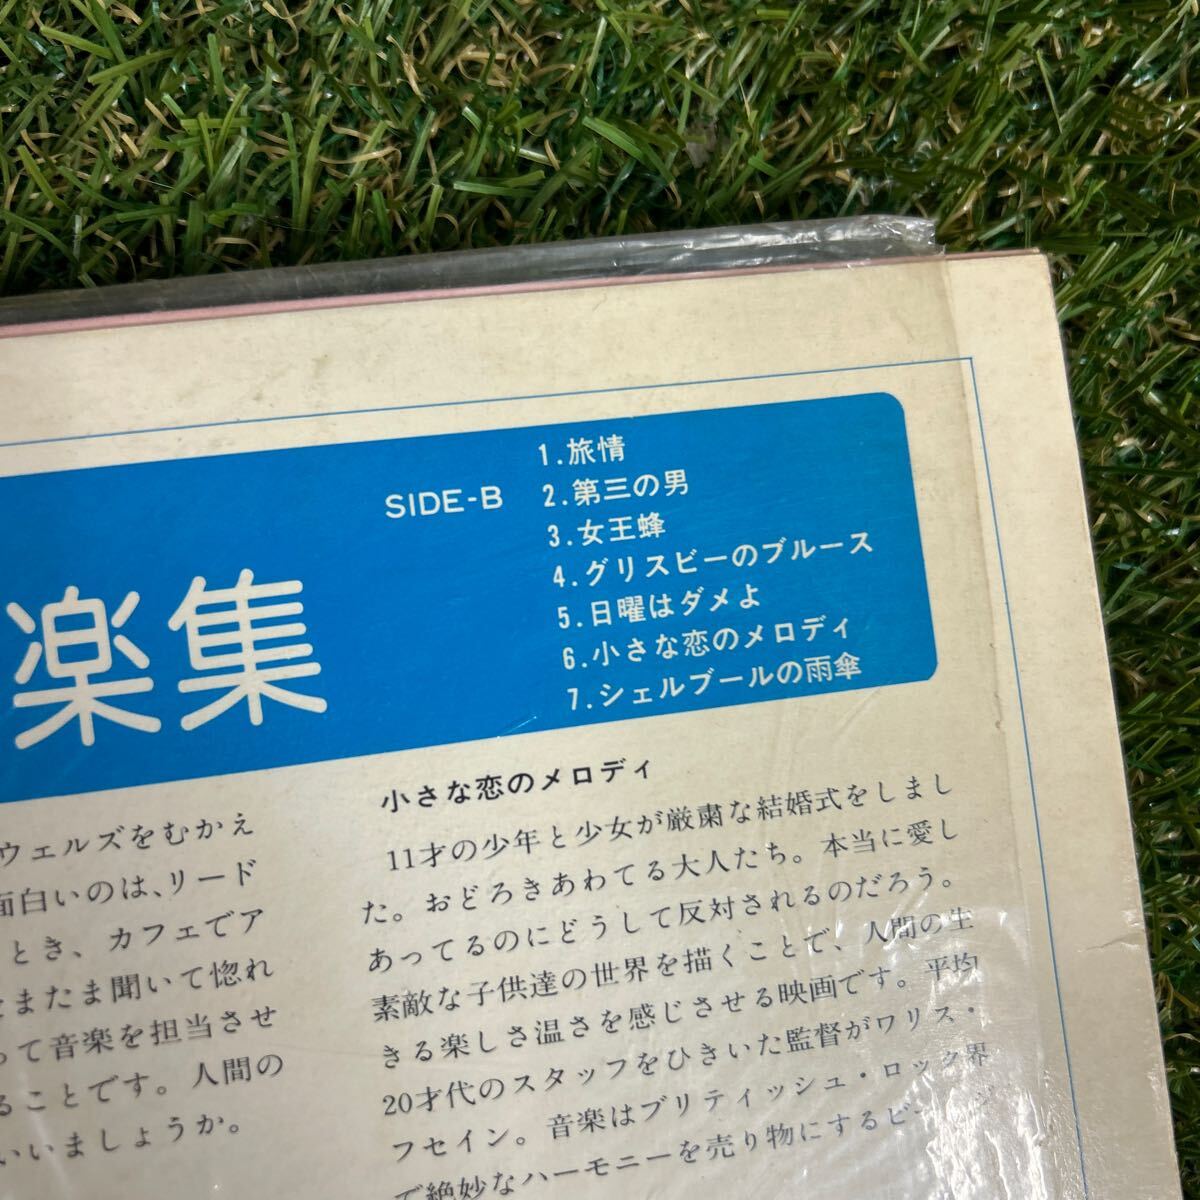 楽集
SIDE-B
1.旅情
2.第三の男
3.女王蜂
4.グリスビーのブルース
5.日曜はダメよ
6.小さな恋のメロディ
7.シェルブールの雨傘
ウェルズをむかえ
面白いのは、リード
とき、カフェでア
たまたま聞いて惚れ
って音楽を担当させ
ることです。人間の
いいましょうか。
小さな恋のメロディ
11才の少年と少女が厳粛な結婚式をしまし
た。おどろきあわてる大人たち。本当に愛し
あってるのにどうして反対されるのだろう。
素敵な子供達の世界を描くことで、人間の生
きる楽しさ温さを感じさせる映画です。平均
20才代のスタッフをひきいた監督がワリス・
フセイン。音楽はブリティッシュ・ロック界
で絶妙なハーモニーを売り物にするビー・ジ